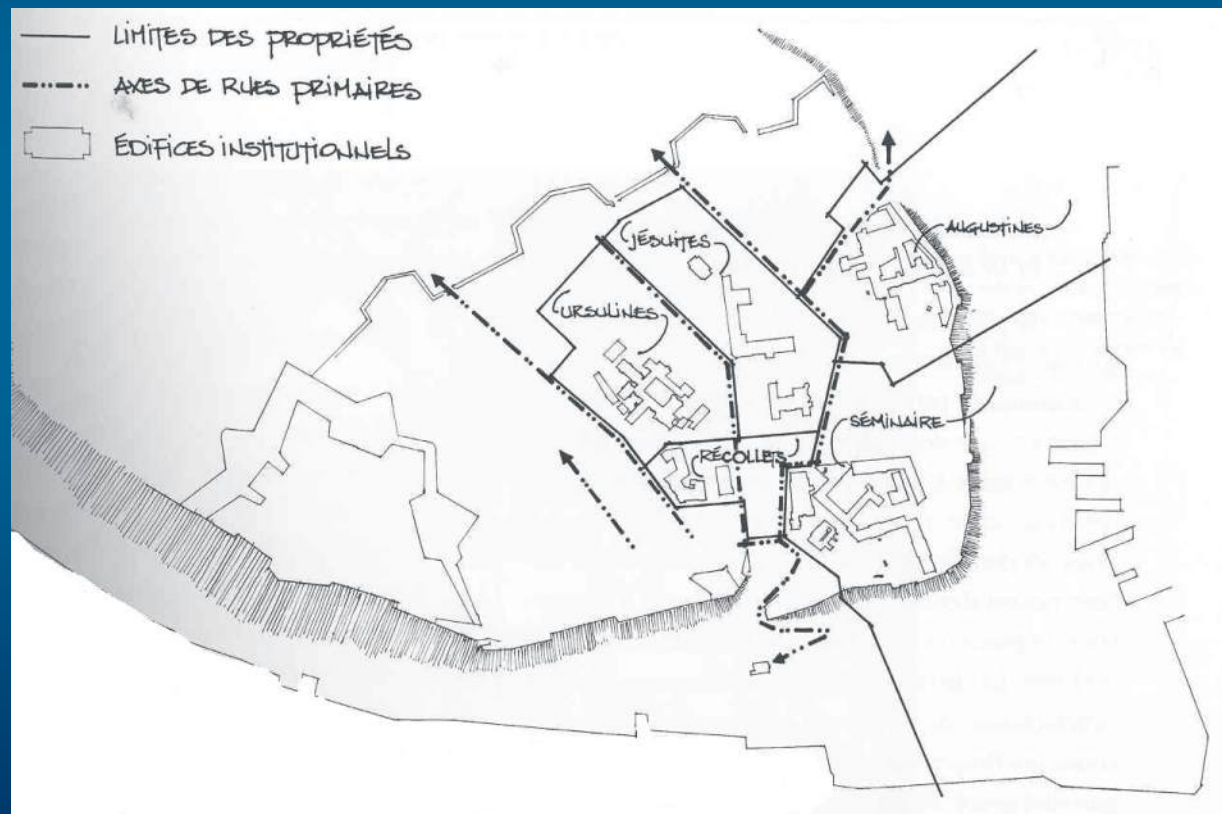 LIMITES DES PROPRIÉTÉS
AXES DE RUES PRIMAIRES
ÉDIFICES INSTITUTIONNELS
AUGUSTINES
JÉSUITES
URSULINES
SÉMINAIRE
RÉCOLLETS